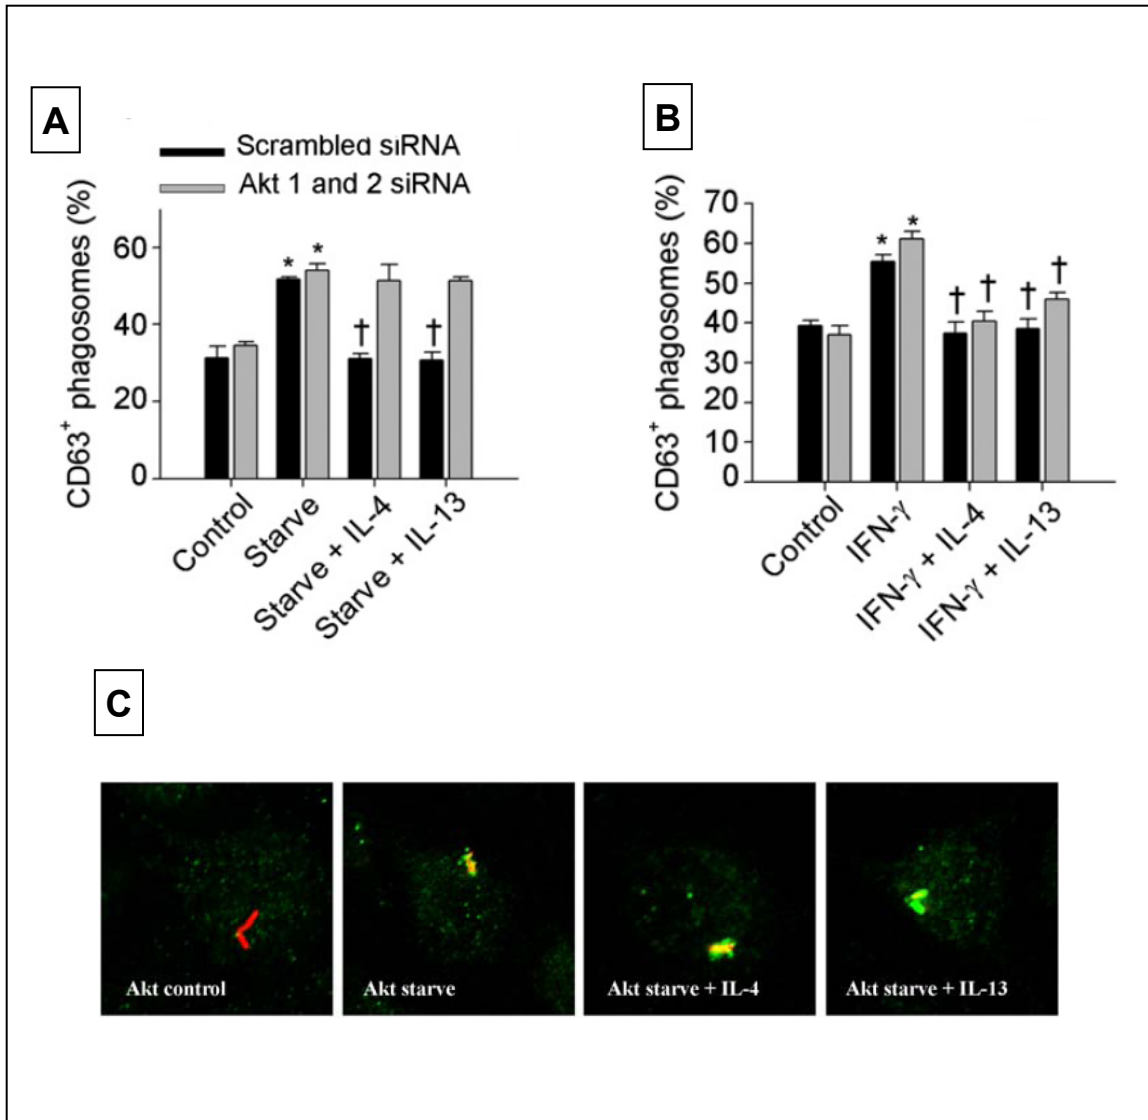 A
Scrambled siRNA
Akt 1 and 2 siRNA
CD63+ phagosomes (%)
60
40
20
0
* *
† †
Control
Starve
Starve + IL-4
Starve + IL-13
B
CD63+ phagosomes (%)
70
60
50
40
30
20
10
0
* *
† † † †
Control
IFN-γ
IFN-γ + IL-4
IFN-γ + IL-13
C
Akt control
Akt starve
Akt starve + IL-4
Akt starve + IL-13